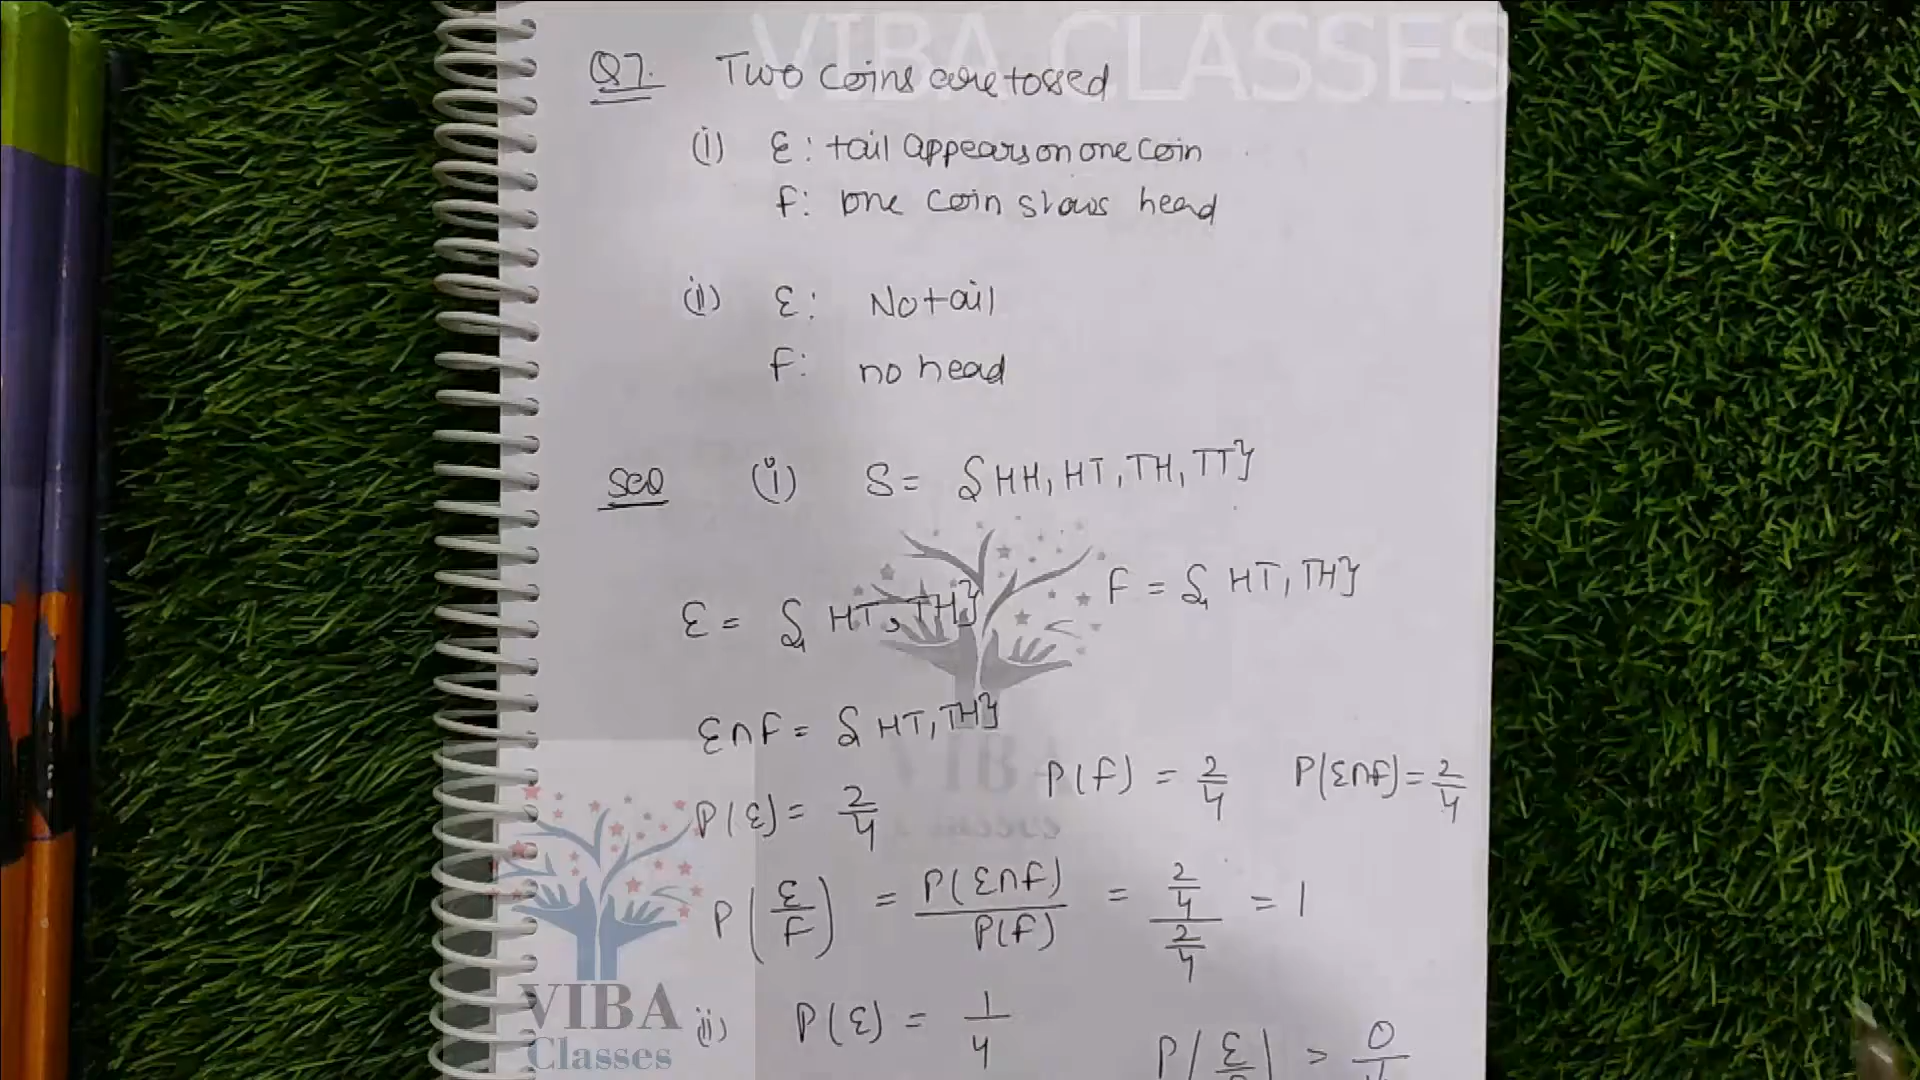 VIBA CLASSES
Q7. Two coins are tossed
(i) E: tail appears on one coin
F: one coin shows head
(ii) E: No tail
F: no head
Sol (i) S = {HH, HT, TH, TT}
E = {HT, TH} F = {HT, TH}
E∩F = {HT, TH}
P(E) = 2/4 P(F) = 2/4 P(E∩F) = 2/4
P(E/F) = P(E∩F)/P(F) = (2/4)/(2/4) = 1
(ii) P(E) = 1/4
VIBA
Classes